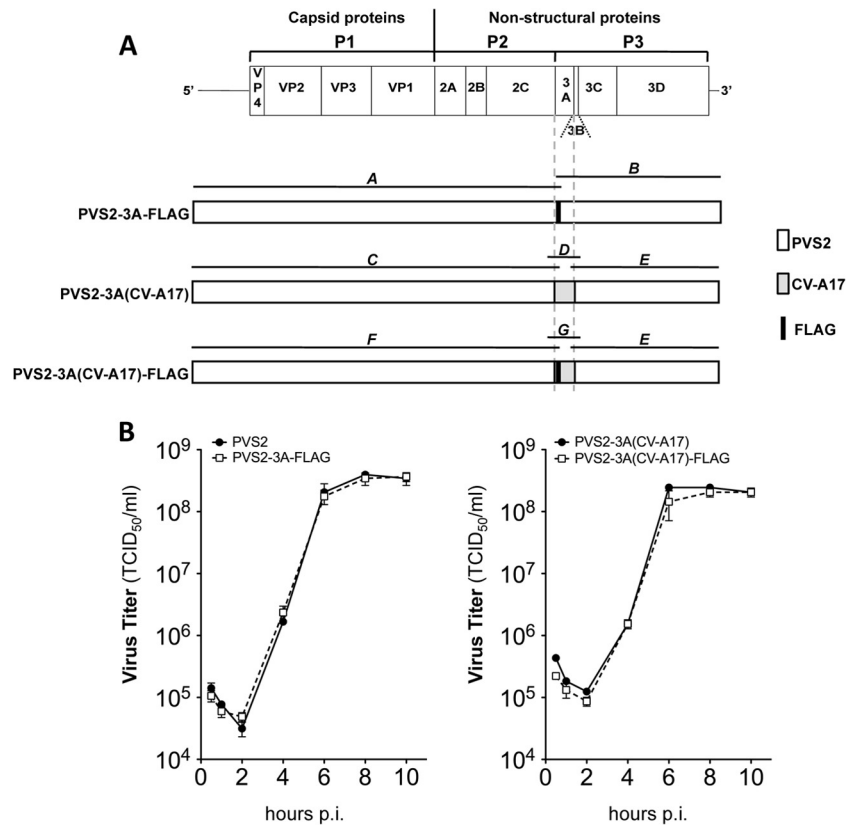 A
Capsid proteins
Non-structural proteins
P1
P2
P3
5'
VP4
VP2
VP3
VP1
2A
2B
2C
3A
3C
3D
3'
3B
A
B
PVS2-3A-FLAG
C
D
E
PVS2-3A(CV-A17)
F
G
E
PVS2-3A(CV-A17)-FLAG
PVS2
CV-A17
FLAG
B
PVS2
PVS2-3A-FLAG
Virus Titer (TCID50/ml)
10^9
10^8
10^7
10^6
10^5
10^4
0 2 4 6 8 10
hours p.i.
PVS2-3A(CV-A17)
PVS2-3A(CV-A17)-FLAG
Virus Titer (TCID50/ml)
10^9
10^8
10^7
10^6
10^5
10^4
0 2 4 6 8 10
hours p.i.